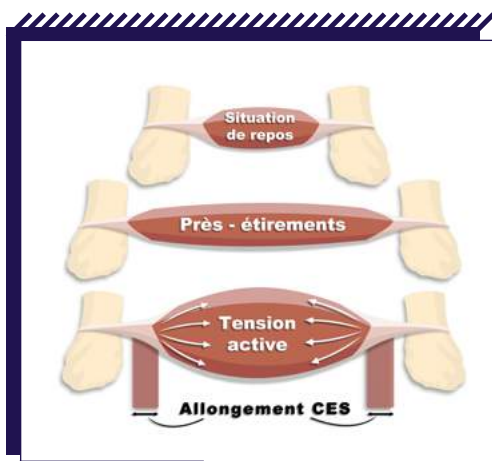 Situation
de repos
Près - étirements
Tension
active
Allongement CES